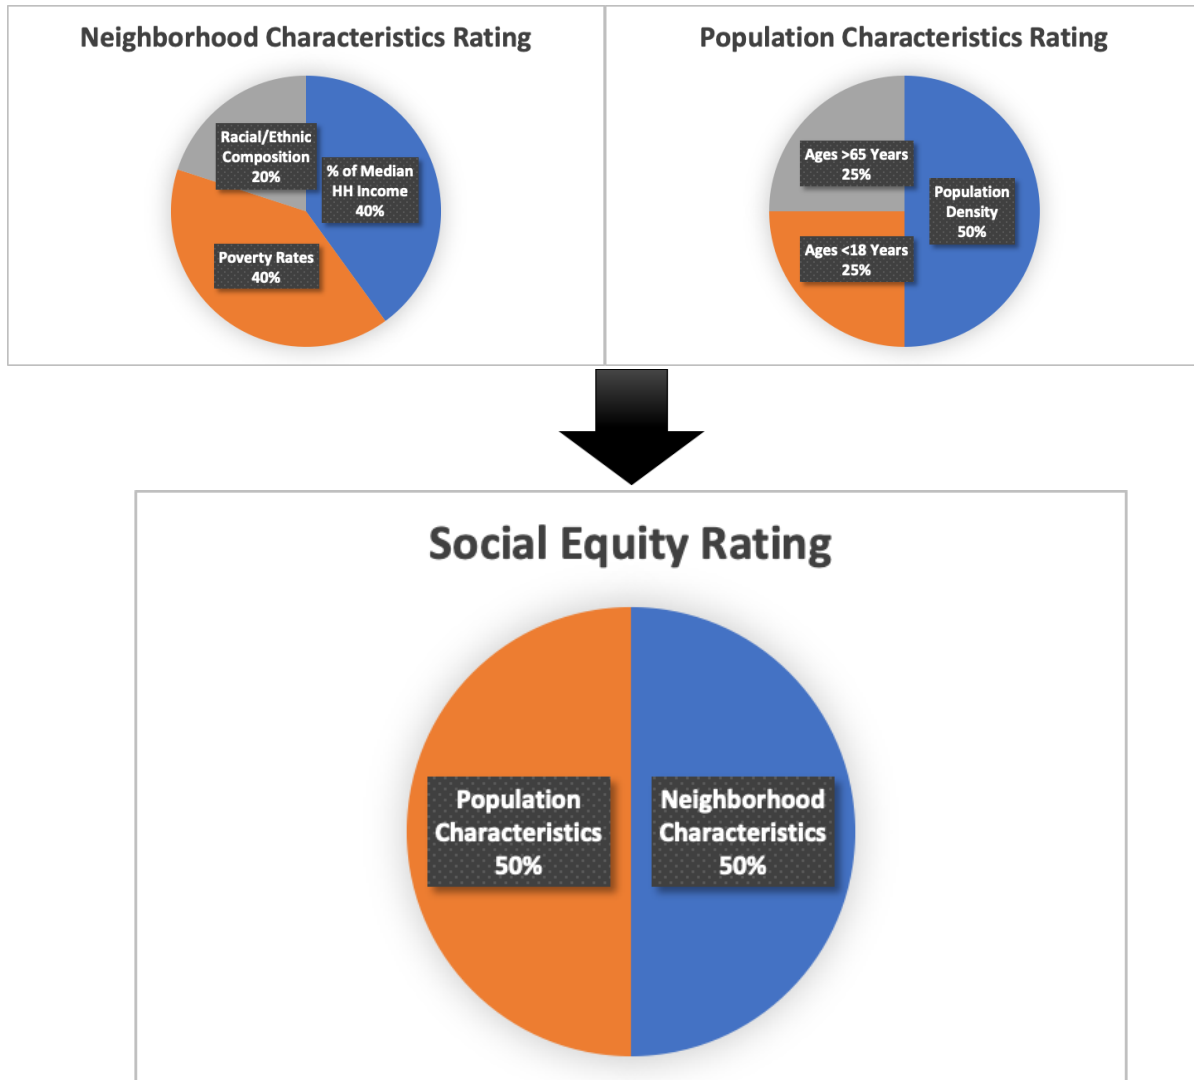 Neighborhood Characteristics Rating
Racial/Ethnic
Composition
20%
% of Median
HH Income
40%
Poverty Rates
40%
Population Characteristics Rating
Ages >65 Years
25%
Population
Density
50%
Ages <18 Years
25%
Social Equity Rating
Population
Characteristics
50%
Neighborhood
Characteristics
50%